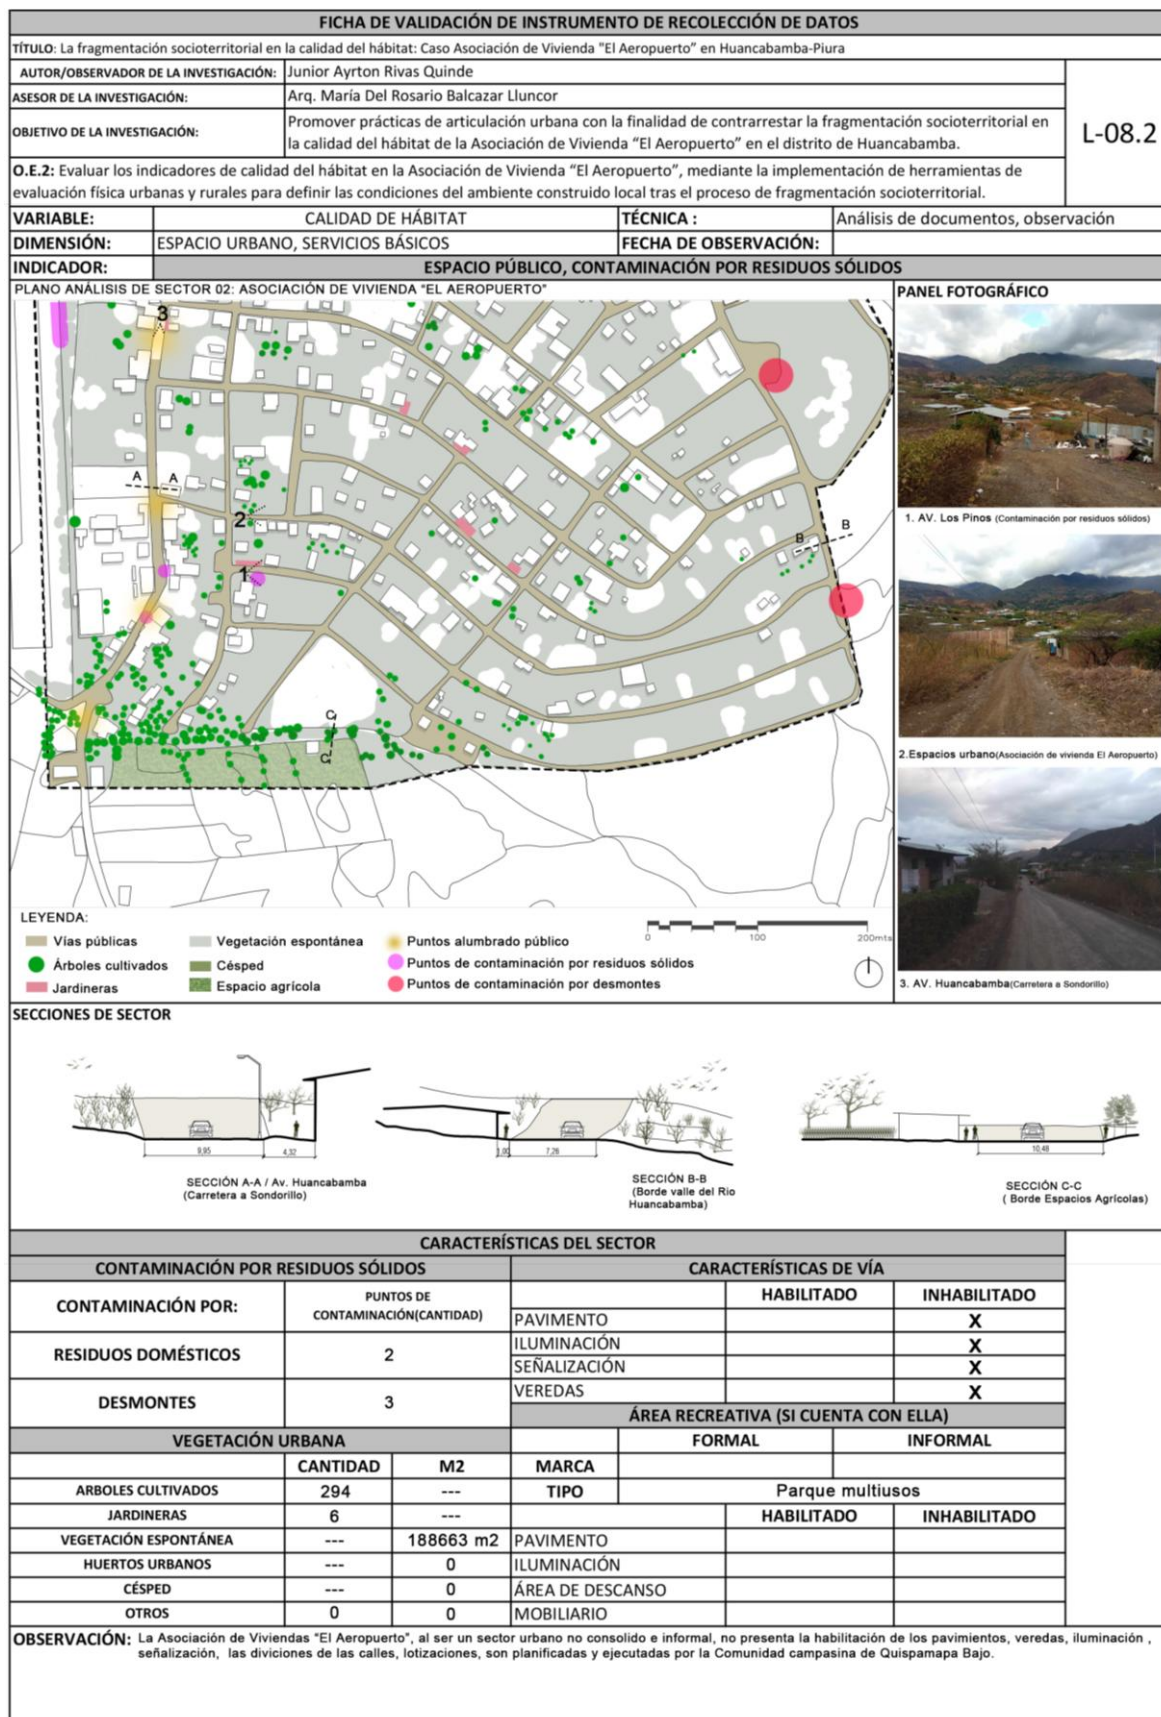 FICHA DE VALIDACIÓN DE INSTRUMENTO DE RECOLECCIÓN DE DATOS
TÍTULO: La fragmentación socioterritorial en la calidad del hábitat: Caso Asociación de Vivienda "El Aeropuerto” en Huancabamba-Piura
AUTOR/OBSERVADOR DE LA INVESTIGACIÓN: Junior Ayrton Rivas Quinde
ASESOR DE LA INVESTIGACIÓN: Arq. María Del Rosario Balcazar Lluncor
OBJETIVO DE LA INVESTIGACIÓN: Promover prácticas de articulación urbana con la finalidad de contrarrestar la fragmentación socioterritorial en
la calidad del hábitat de la Asociación de Vivienda “El Aeropuerto” en el distrito de Huancabamba.
L-08.2
O.E.2: Evaluar los indicadores de calidad del hábitat en la Asociación de Vivienda “El Aeropuerto”, mediante la implementación de herramientas de
evaluación física urbanas y rurales para definir las condiciones del ambiente construido local tras el proceso de fragmentación socioterritorial.
VARIABLE: CALIDAD DE HÁBITAT TÉCNICA : Análisis de documentos, observación
DIMENSIÓN: ESPACIO URBANO, SERVICIOS BÁSICOS FECHA DE OBSERVACIÓN:
INDICADOR: ESPACIO PÚBLICO, CONTAMINACIÓN POR RESIDUOS SÓLIDOS
PLANO ANÁLISIS DE SECTOR 02: ASOCIACIÓN DE VIVIENDA "EL AEROPUERTO"
3
A A
2
1
B B
C
C
LEYENDA:
Vías públicas
Árboles cultivados
Jardineras
Vegetación espontánea
Césped
Espacio agrícola
Puntos alumbrado público
Puntos de contaminación por residuos sólidos
Puntos de contaminación por desmontes
0 100 200mts
PANEL FOTOGRÁFICO
1. AV. Los Pinos (Contaminación por residuos sólidos)
2.Espacios urbano(Asociación de vivienda El Aeropuerto)
3. AV. Huancabamba(Carretera a Sondorillo)
SECCIONES DE SECTOR
9,95 4,32
SECCIÓN A-A / Av. Huancabamba
(Carretera a Sondorillo)
1,00 7,28
SECCIÓN B-B
(Borde valle del Rio
Huancabamba)
10,48
SECCIÓN C-C
( Borde Espacios Agrícolas)
CARACTERÍSTICAS DEL SECTOR
CONTAMINACIÓN POR RESIDUOS SÓLIDOS
CONTAMINACIÓN POR: PUNTOS DE
CONTAMINACIÓN(CANTIDAD)
RESIDUOS DOMÉSTICOS 2
DESMONTES 3
CARACTERÍSTICAS DE VÍA
HABILITADO INHABILITADO
PAVIMENTO X
ILUMINACIÓN X
SEÑALIZACIÓN X
VEREDAS X
VEGETACIÓN URBANA
CANTIDAD M2
ARBOLES CULTIVADOS 294 ---
JARDINERAS 6 ---
VEGETACIÓN ESPONTÁNEA --- 188663 m2
HUERTOS URBANOS --- 0
CÉSPED --- 0
OTROS 0 0
ÁREA RECREATIVA (SI CUENTA CON ELLA)
FORMAL INFORMAL
MARCA
TIPO Parque multiusos
HABILITADO INHABILITADO
PAVIMENTO
ILUMINACIÓN
ÁREA DE DESCANSO
MOBILIARIO
OBSERVACIÓN: La Asociación de Viviendas "El Aeropuerto”, al ser un sector urbano no consolido e informal, no presenta la habilitación de los pavimentos, veredas, iluminación ,
señalización, las diviciones de las calles, lotizaciones, son planificadas y ejecutadas por la Comunidad campasina de Quispamapa Bajo.